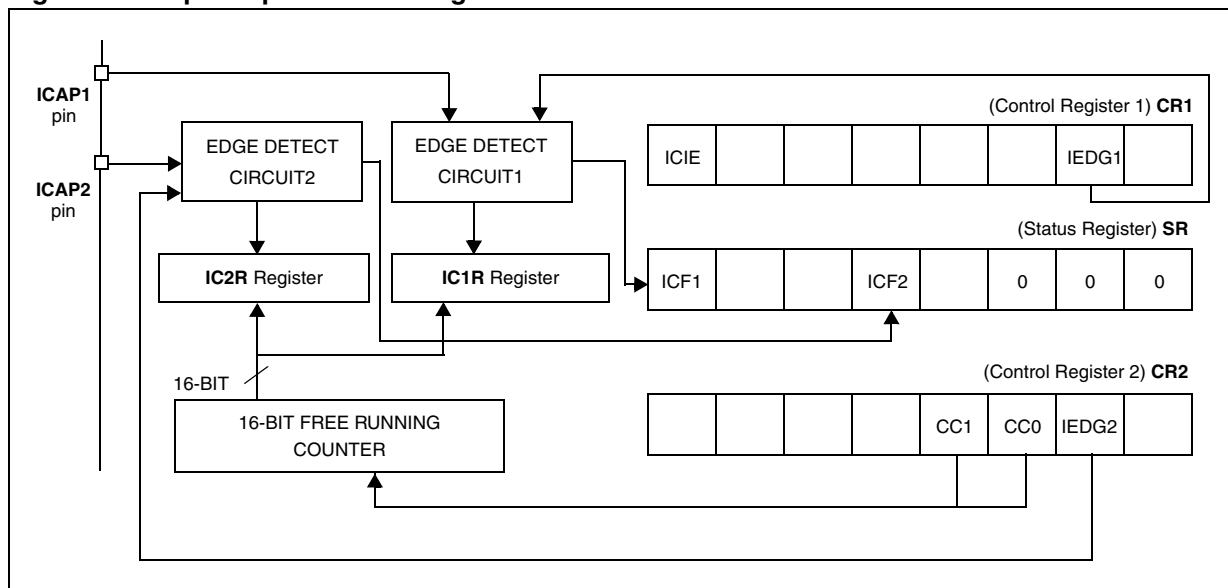 ICAP1
pin
ICAP2
pin
EDGE DETECT
CIRCUIT2
EDGE DETECT
CIRCUIT1
IC2R Register
IC1R Register
16-BIT
16-BIT FREE RUNNING
COUNTER
(Control Register 1) CR1
ICIE IEDG1
(Status Register) SR
ICF1 ICF2 0 0 0
(Control Register 2) CR2
CC1 CC0 IEDG2